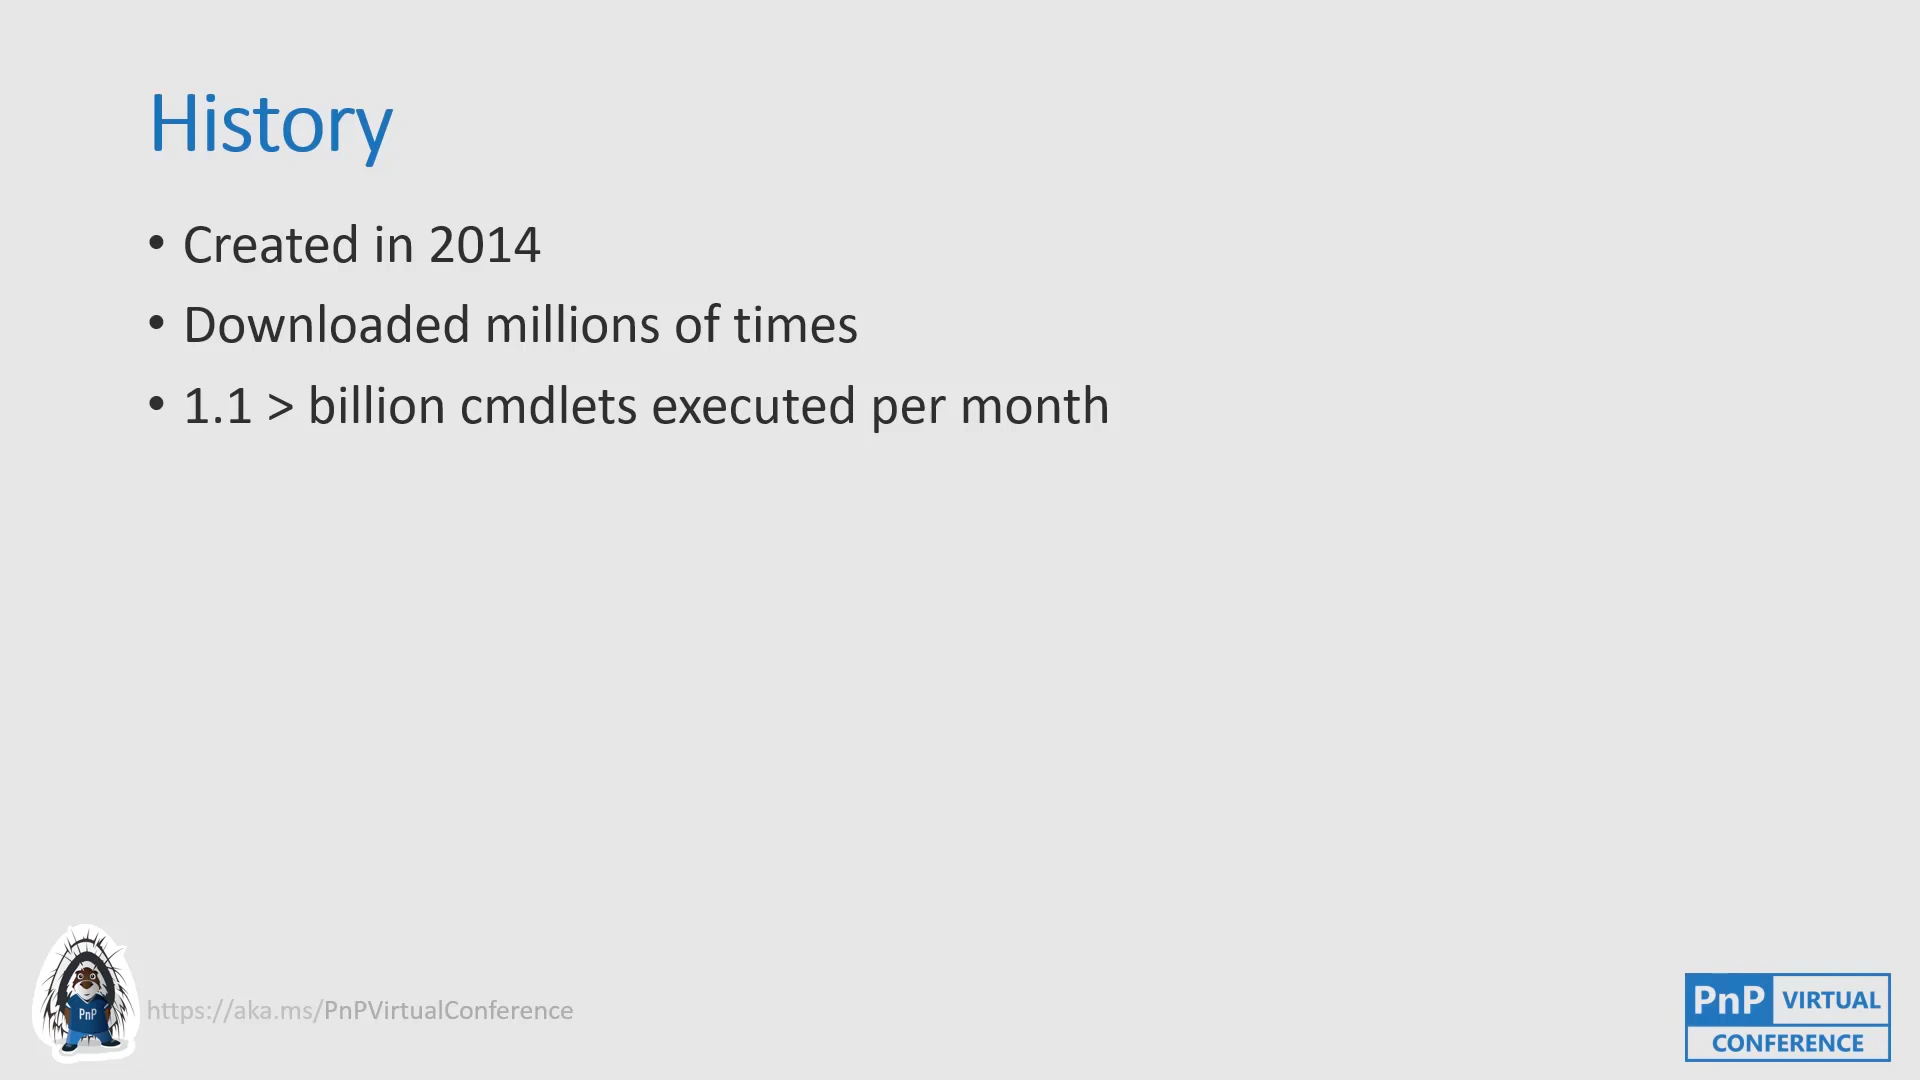 History
• Created in 2014
• Downloaded millions of times
• 1.1 > billion cmdlets executed per month
PnP
https://aka.ms/PnPVirtualConference
PnP VIRTUAL
CONFERENCE